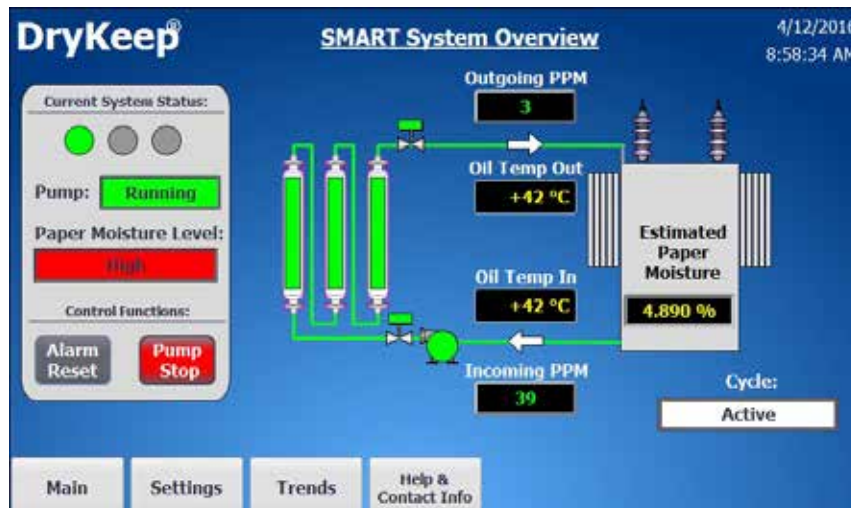 DryKeep®
SMART System Overview
4/12/2016
8:58:34 AM
Current System Status:
Pump:
Running
Paper Moisture Level:
High
Control Functions:
Alarm
Reset
Pump
Stop
Outgoing PPM
3
Oil Temp Out
+42 ºC
Oil Temp In
+42 ºC
Incoming PPM
39
Estimated
Paper
Moisture
4.890 %
Cycle:
Active
Main
Settings
Trends
Help &
Contact Info